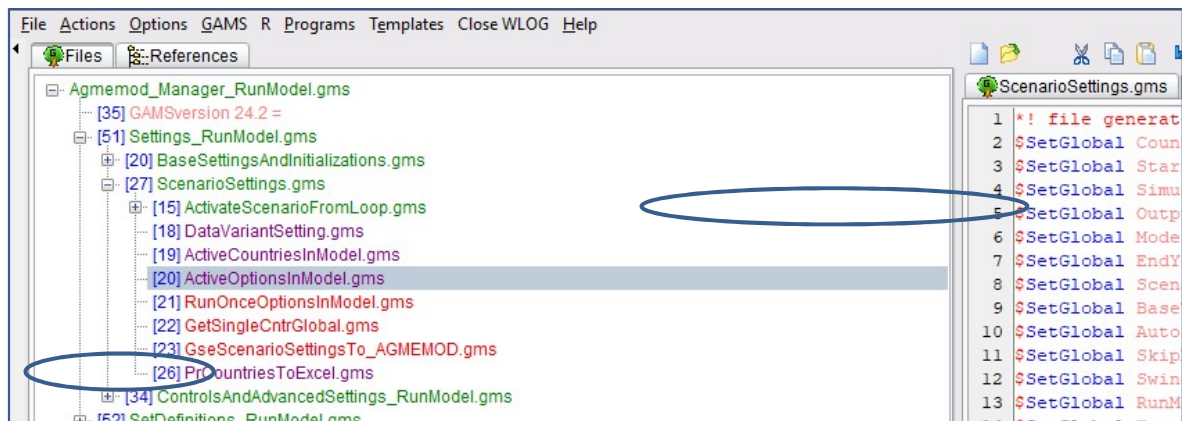 File Actions Options GAMS R Programs Templates Close WLOG Help
Files References
Agmemod_Manager_RunModel.gms
[35] GAMSversion 24.2 =
[51] Settings_RunModel.gms
[20] BaseSettingsAndInitializations.gms
[27] ScenarioSettings.gms
[15] ActivateScenarioFromLoop.gms
[18] DataVariantSetting.gms
[19] ActiveCountriesInModel.gms
[20] ActiveOptionsInModel.gms
[21] RunOnceOptionsInModel.gms
[22] GetSingleCntrGlobal.gms
[23] GseScenarioSettingsTo_AGMEMOD.gms
[26] PrCountriesToExcel.gms
[34] ControlsAndAdvancedSettings_RunModel.gms
[52] SetDefinitions_RunModel.gms
ScenarioSettings.gms
1 *! file generat
2 $SetGlobal Coun
3 $SetGlobal Star
4 $SetGlobal Simu
5 $SetGlobal Outp
6 $SetGlobal Mode
7 $SetGlobal EndY
8 $SetGlobal Scen
9 $SetGlobal Base
10 $SetGlobal Auto
11 $SetGlobal Skip
12 $SetGlobal Swin
13 $SetGlobal RunM